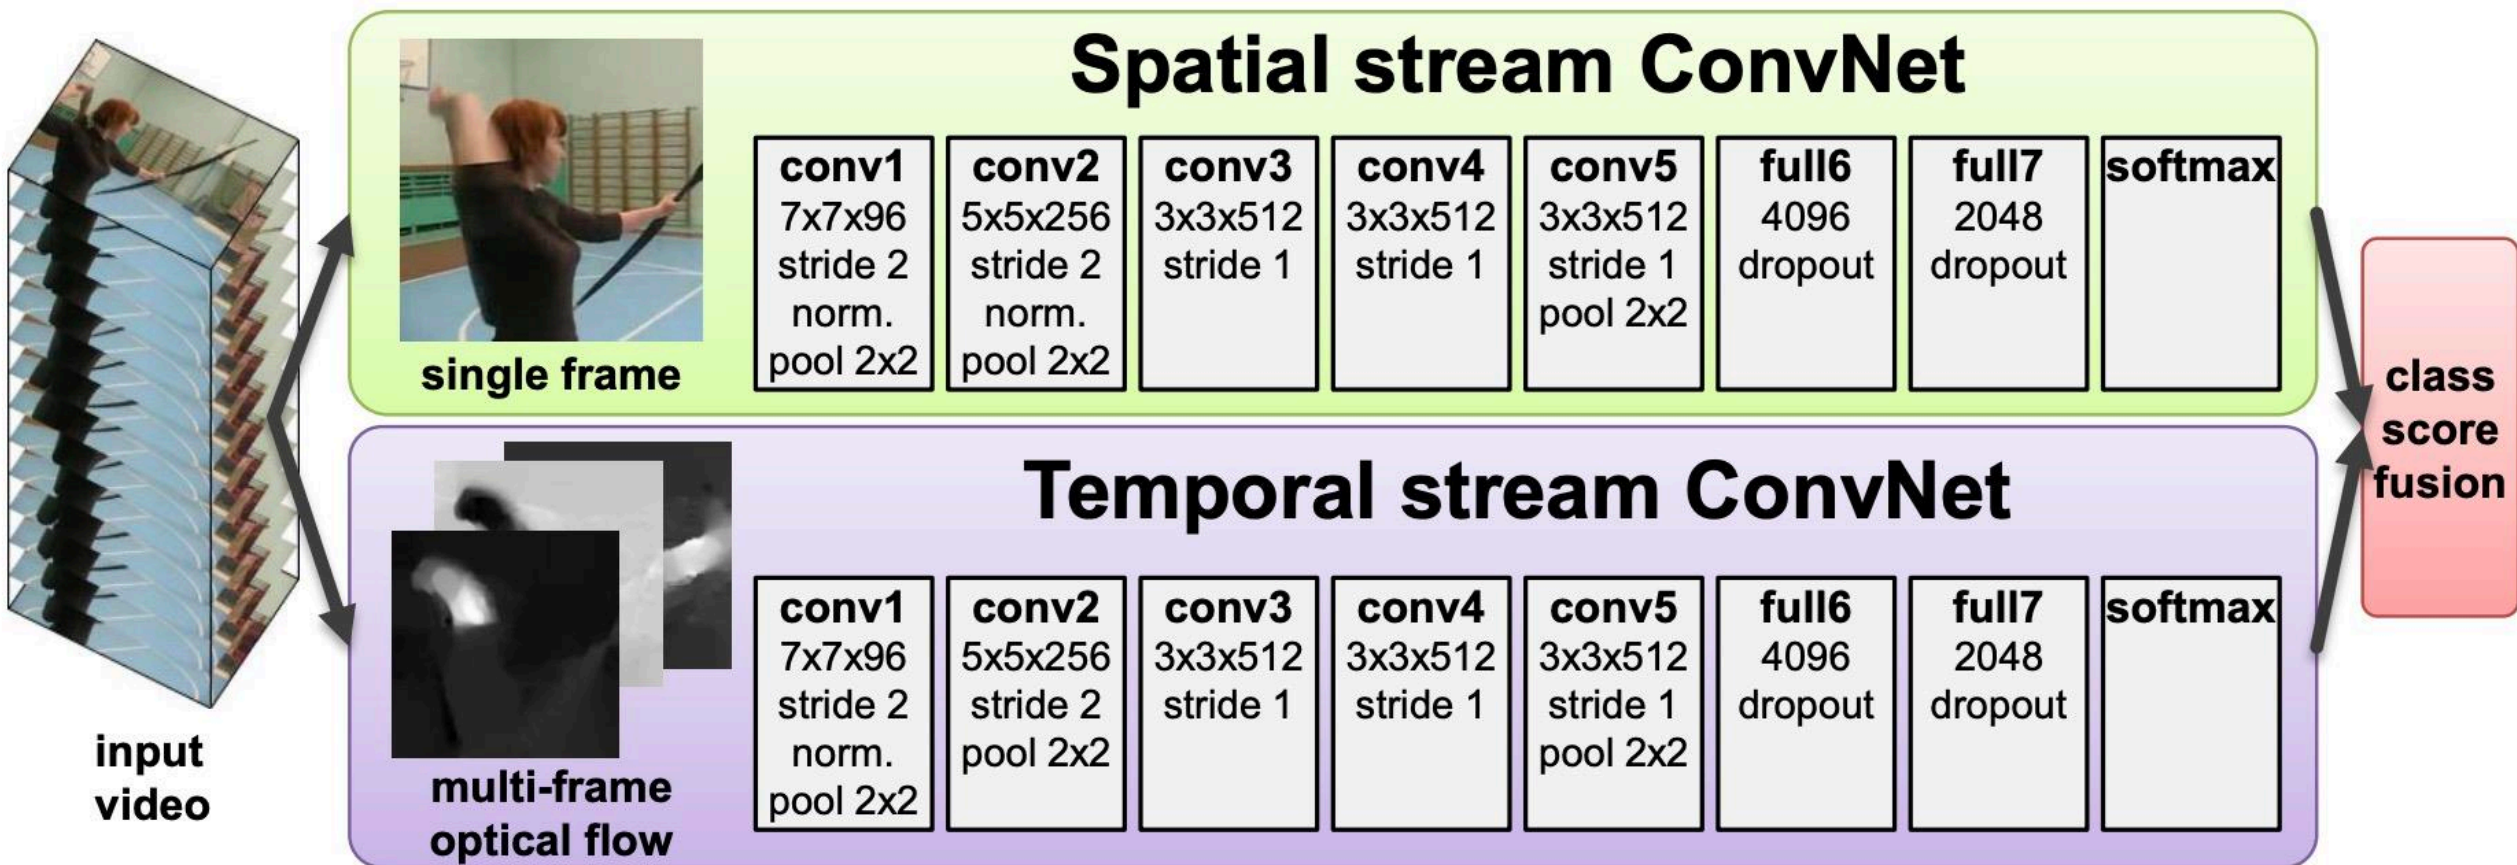 input
video
Spatial stream ConvNet
single frame
conv1
7x7x96
stride 2
norm.
pool 2x2
conv2
5x5x256
stride 2
norm.
pool 2x2
conv3
3x3x512
stride 1
conv4
3x3x512
stride 1
conv5
3x3x512
stride 1
pool 2x2
full6
4096
dropout
full7
2048
dropout
softmax
Temporal stream ConvNet
multi-frame
optical flow
conv1
7x7x96
stride 2
norm.
pool 2x2
conv2
5x5x256
stride 2
pool 2x2
conv3
3x3x512
stride 1
conv4
3x3x512
stride 1
conv5
3x3x512
stride 1
pool 2x2
full6
4096
dropout
full7
2048
dropout
softmax
class
score
fusion